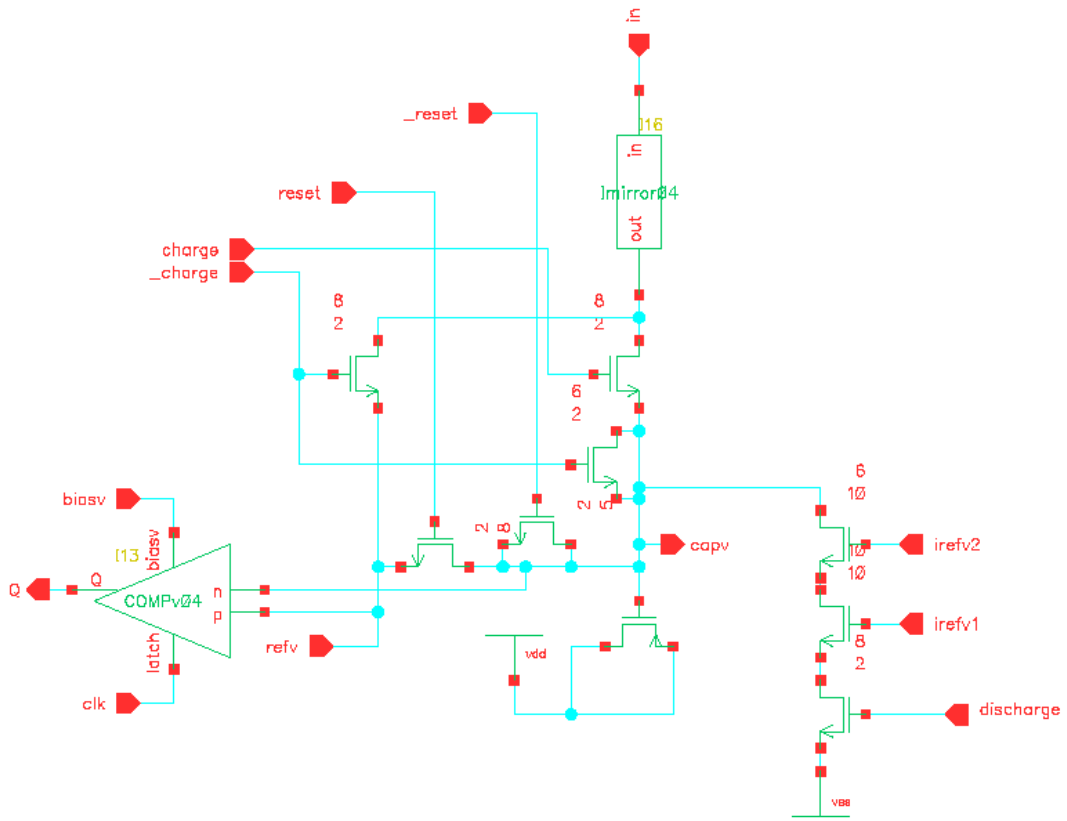 in
_reset
I16
in
reset
Imirror04
out
charge
_charge
8
2
8
2
6
2
6
10
biasv
2
8
2
5
I13
biasv
capv
10
10
irefv2
Q
Q
n
COMPv04
p
irefv1
refv
vdd
8
2
latch
clk
discharge
vss